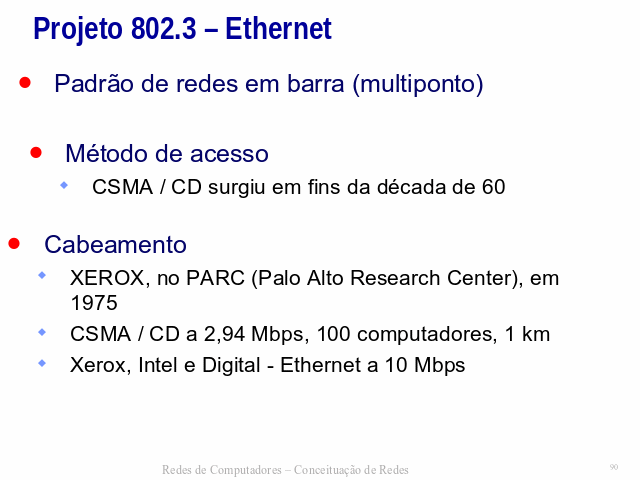 Projeto 802.3 – Ethernet
Padrão de redes em barra (multiponto)
Método de acesso
CSMA / CD surgiu em fins da década de 60
Cabeamento
XEROX, no PARC (Palo Alto Research Center), em
1975
CSMA / CD a 2,94 Mbps, 100 computadores, 1 km
Xerox, Intel e Digital - Ethernet a 10 Mbps
Redes de Computadores – Conceituação de Redes
90